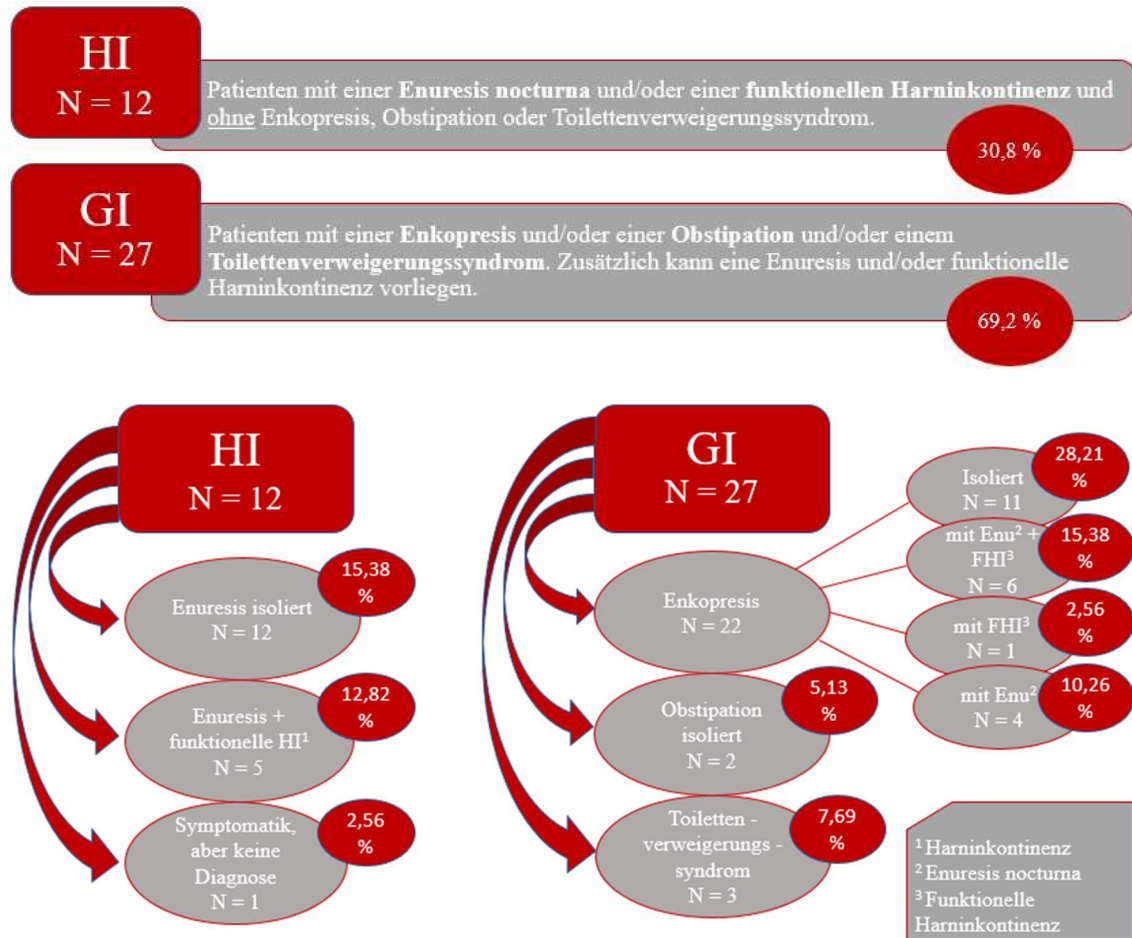 HI
N = 12
Patienten mit einer Enuresis nocturna und/oder einer funktionellen Harninkontinenz und
ohne Enkopresis, Obstipation oder Toilettenverweigerungssyndrom.
30,8 %
GI
N = 27
Patienten mit einer Enkopresis und/oder einer Obstipation und/oder einem
Toilettenverweigerungssyndrom. Zusätzlich kann eine Enuresis und/oder funktionelle
Harninkontinenz vorliegen.
69,2 %
HI
N = 12
Enuresis isoliert
N = 12
15,38
%
Enuresis +
funktionelle HI¹
N = 5
12,82
%
Symptomatik,
aber keine
Diagnose
N = 1
2,56
%
GI
N = 27
Enkopresis
N = 22
Isoliert
N = 11
28,21
%
mit Enu² +
FHI³
N = 6
15,38
%
mit FHI³
N = 1
2,56
%
mit Enu²
N = 4
10,26
%
Obstipation
isoliert
N = 2
5,13
%
Toiletten -
verweigerungs -
syndrom
N = 3
7,69
%
¹ Harninkontinenz
² Enuresis nocturna
³ Funktionelle
Harninkontinenz